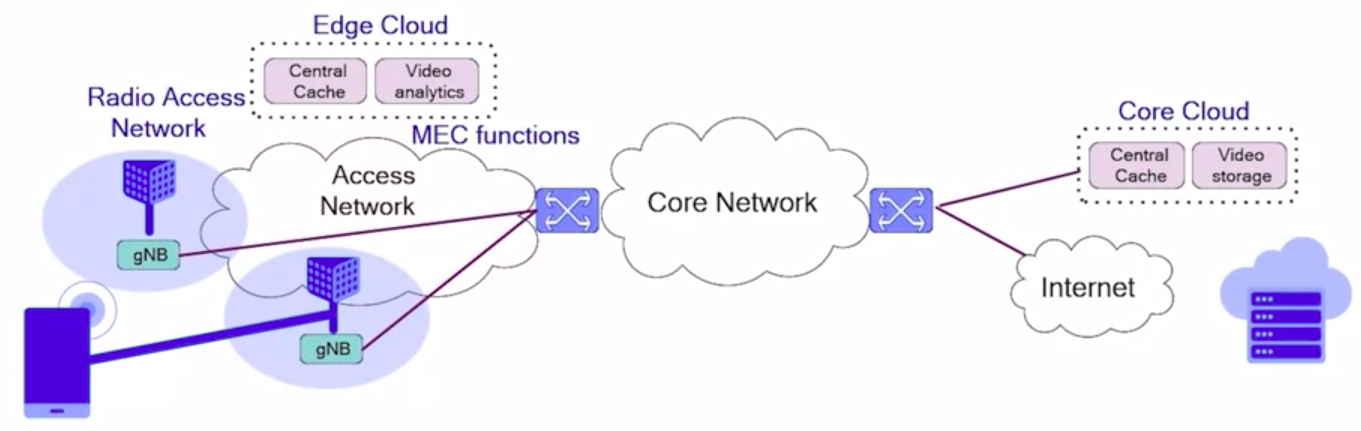 Edge Cloud
Central
Cache
Video
analytics
Radio Access
Network
MEC functions
Access
Network
gNB
gNB
Core Network
Core Cloud
Central
Cache
Video
storage
Internet